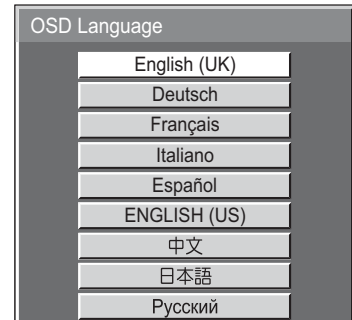 OSD Language
English (UK)
Deutsch
Français
Italiano
Español
ENGLISH (US)
中文
日本語
Русский